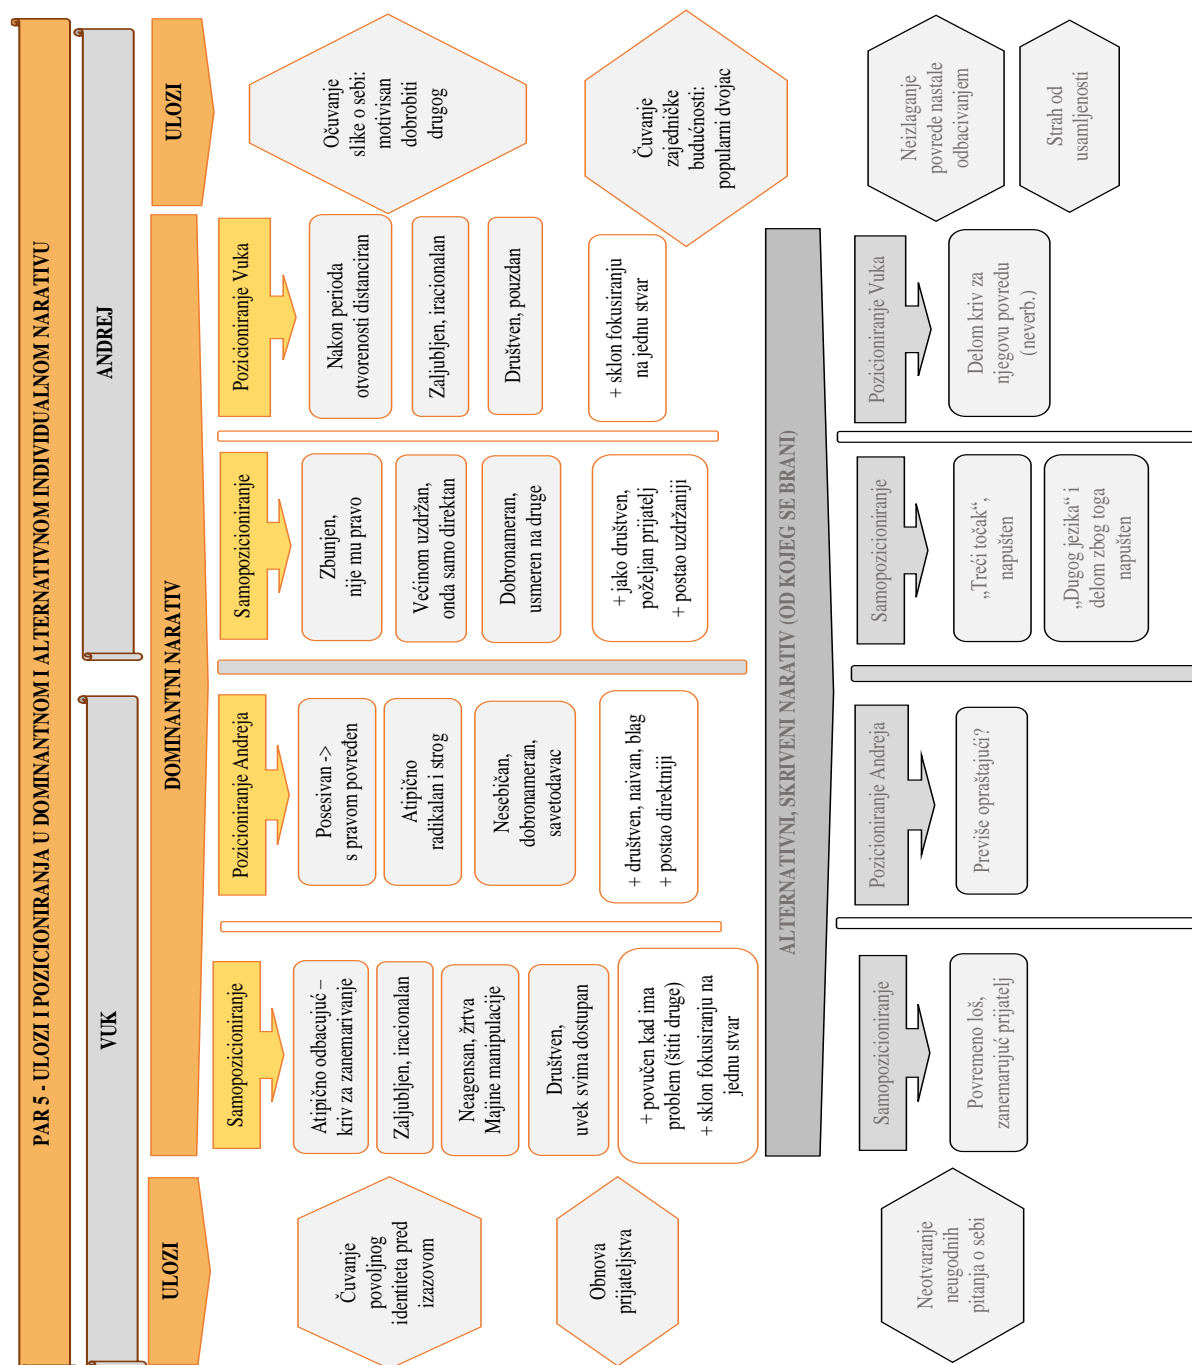 PAR 5 - ULOZI I POZICIONIRANJA U DOMINANTNOM I ALTERNATIVNOM INDIVIDUALNOM NARATIVU
VUK
ANDREJ
ULOZI
DOMINANTNI NARATIV
ULOZI
Čuvanje
povoljnog
identiteta pred
izazovom
Obnova
prijateljstva
Samopozicioniranje
Atipično odbacujuć –
kriv za zanemarivanje
Zaljubljen, iracionalan
Neagensan, žrtva
Majine manipulacije
Društven,
uvek svima dostupan
+ povučen kad ima
problem (štiti druge)
+ sklon fokusiranju na
jednu stvar
Pozicioniranje Andreja
Posesivan ->
s pravom povređen
Atipično
radikalan i strog
Nesebičan,
dobronameran,
savetodavac
+ društven, naivan, blag
+ postao direktniji
Samopozicioniranje
Zbunjen,
nije mu pravo
Većinom uzdržan,
onda samo direktan
Dobronameran,
usmeren na druge
+ jako društven,
poželjan prijatelj
+ postao uzdržaniji
Pozicioniranje Vuka
Nakon perioda
otvorenosti distanciran
Zaljubljen, iracionalan
Društven, pouzdan
+ sklon fokusiranju
na jednu stvar
Očuvanje
slike o sebi:
motivisan
dobrobiti
drugog
Čuvanje
zajedničke
budućnosti:
popularni dvojac
ALTERNATIVNI, SKRIVENI NARATIV (OD KOJEG SE BRANI)
Neotvaranje
neugodnih
pitanja o sebi
Samopozicioniranje
Povremeno loš,
zanemarujuć prijatelj
Pozicioniranje Andreja
Previše opraštajući?
Samopozicioniranje
„Treći točak“,
napušten
„Dugog jezika“ i
delom zbog toga
napušten
Pozicioniranje Vuka
Delom kriv za
njegovu povredu
(neverb.)
Neizlaganje
povrede nastale
odbacivanjem
Strah od
usamljenosti